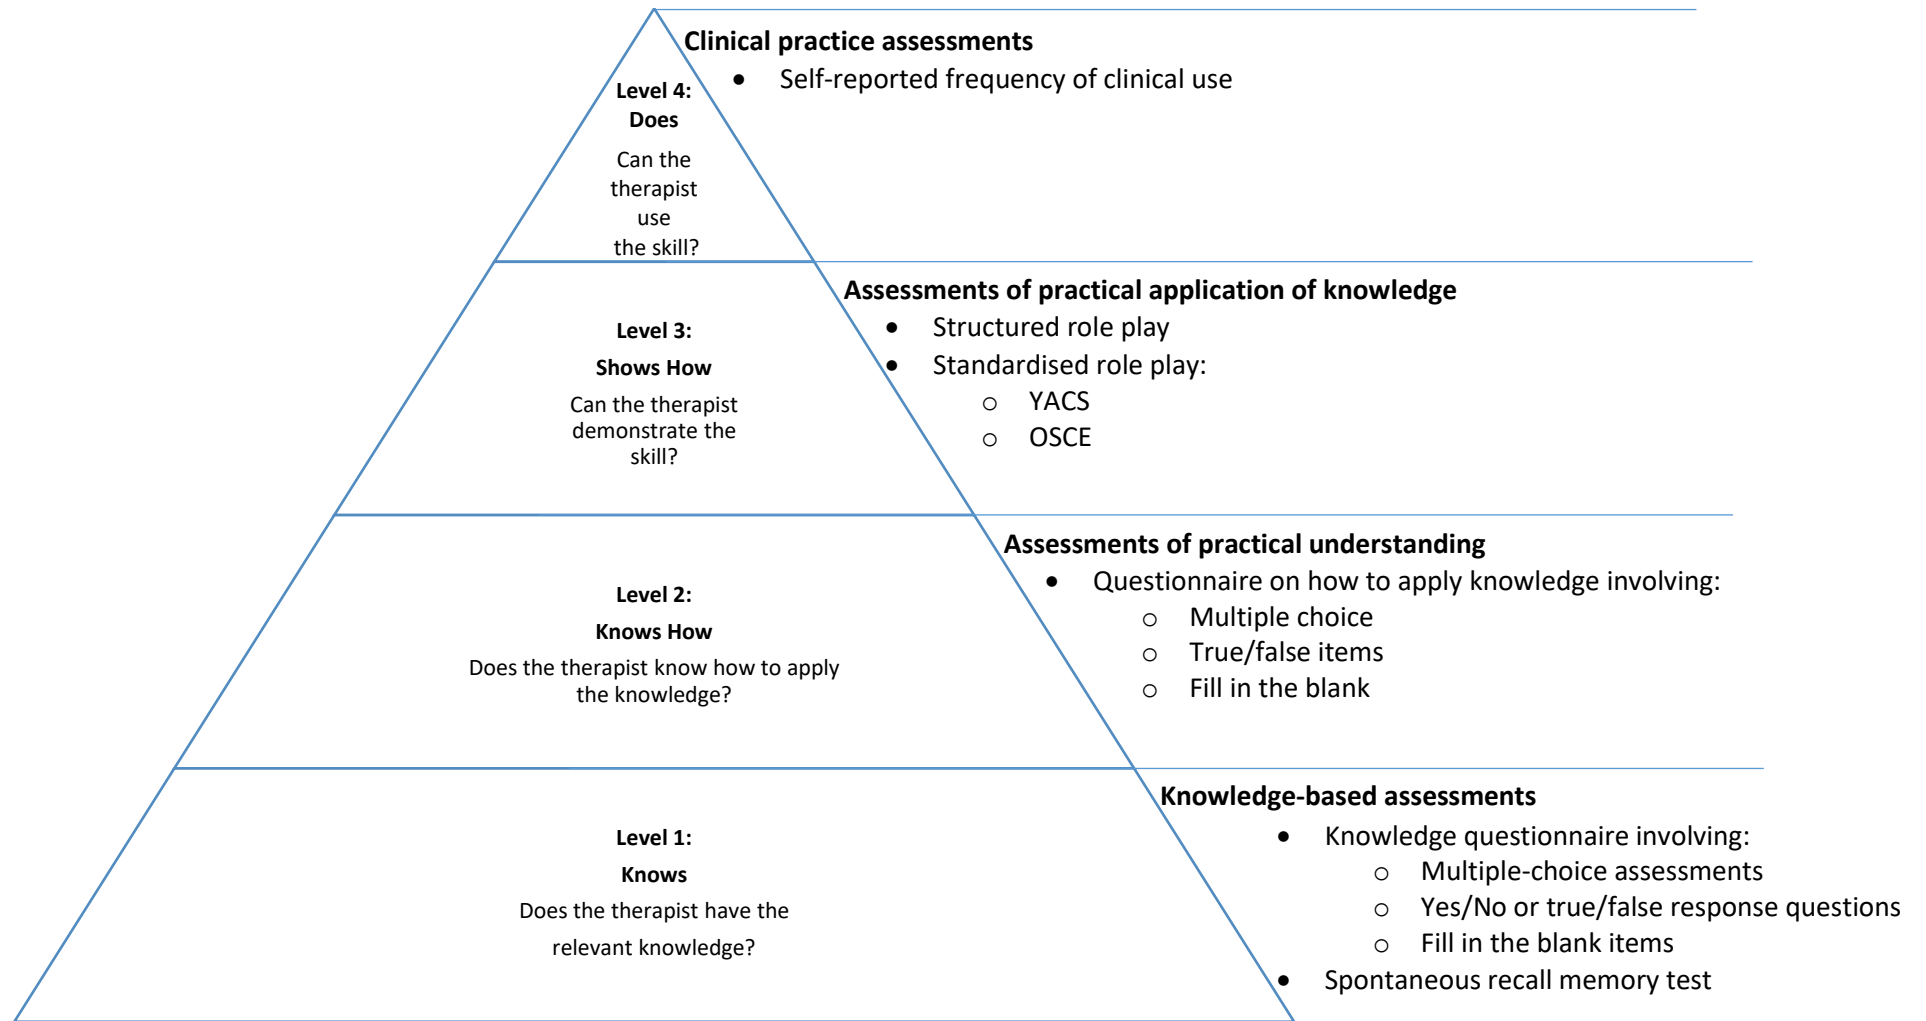 Clinical practice assessments
• Self-reported frequency of clinical use
Level 4:
Does
Can the
therapist
use
the skill?
Assessments of practical application of knowledge
• Structured role play
• Standardised role play:
o YACS
o OSCE
Level 3:
Shows How
Can the therapist
demonstrate the
skill?
Assessments of practical understanding
• Questionnaire on how to apply knowledge involving:
o Multiple choice
o True/false items
o Fill in the blank
Level 2:
Knows How
Does the therapist know how to apply
the knowledge?
Knowledge-based assessments
• Knowledge questionnaire involving:
o Multiple-choice assessments
o Yes/No or true/false response questions
o Fill in the blank items
• Spontaneous recall memory test
Level 1:
Knows
Does the therapist have the
relevant knowledge?